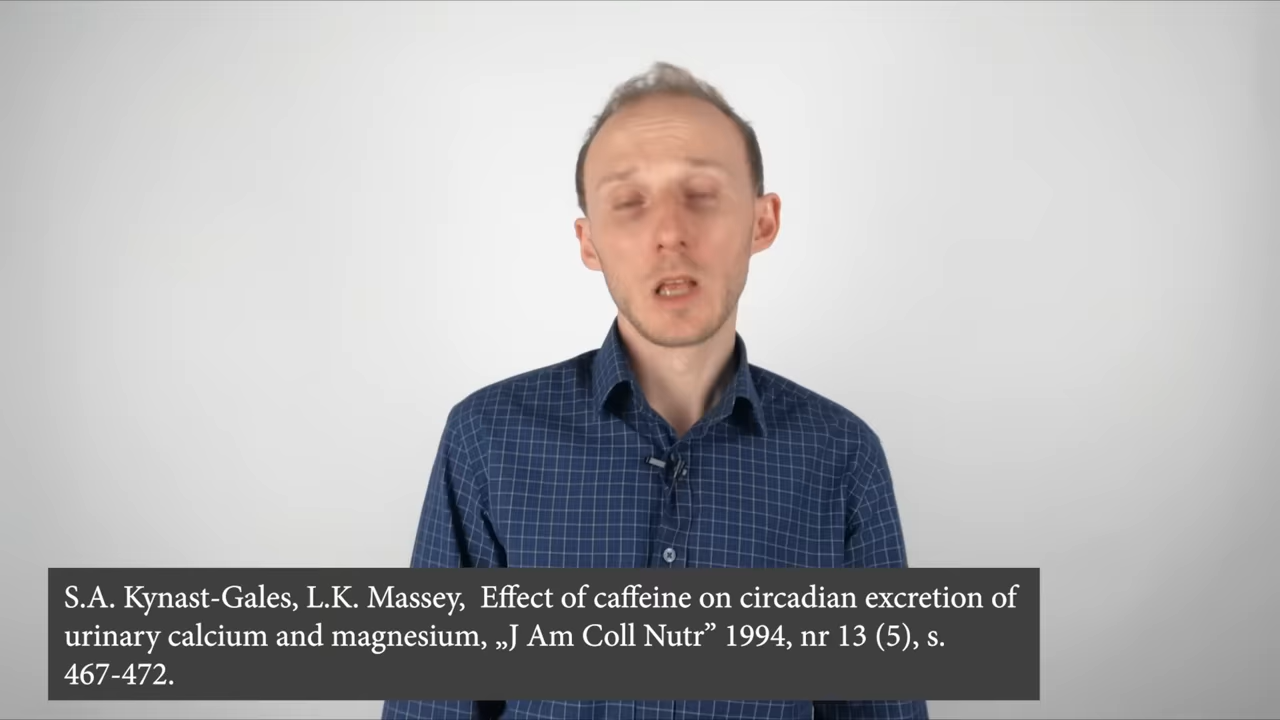 S.A. Kynast-Gales, L.K. Massey,  Effect of caffeine on circadian excretion of
urinary calcium and magnesium, „J Am Coll Nutr” 1994, nr 13 (5), s.
467-472.